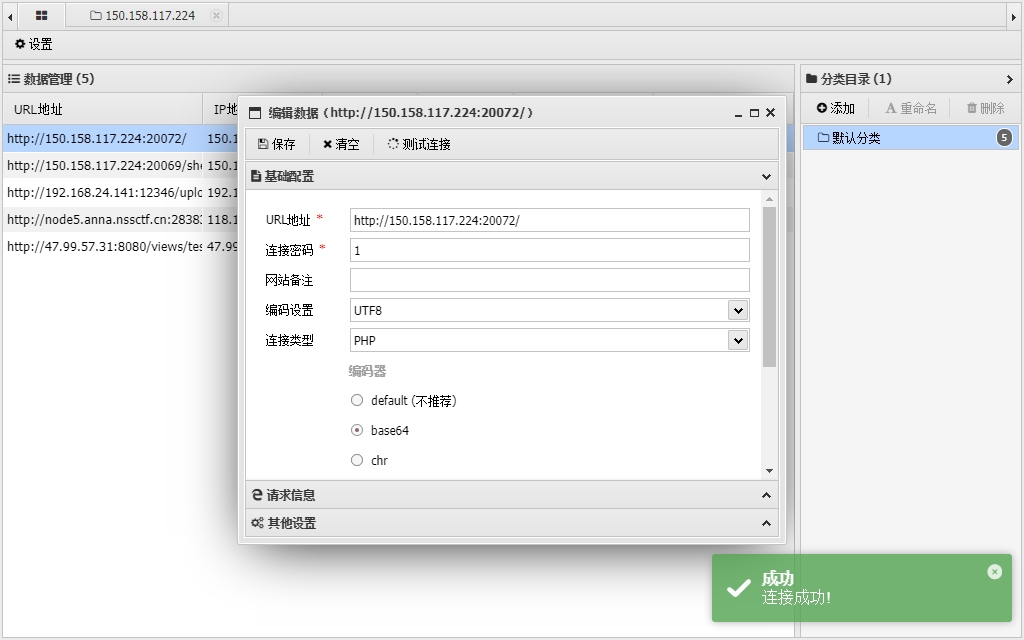 150.158.117.224
设置
数据管理 (5)
分类目录 (1)
URL地址
IP地
添加
重命名
删除
默认分类
5
http://150.158.117.224:20072/
150.1
http://150.158.117.224:20069/she
150.1
http://192.168.24.141:12346/uplo
192.1
http://node5.anna.nssctf.cn:28383
118.1
http://47.99.57.31:8080/views/tes
47.99
编辑数据 (http://150.158.117.224:20072/)
保存
清空
测试连接
基础配置
URL地址 *
http://150.158.117.224:20072/
连接密码 *
1
网站备注
编码设置
UTF8
连接类型
PHP
编码器
default (不推荐)
base64
chr
请求信息
其他设置
成功
连接成功!